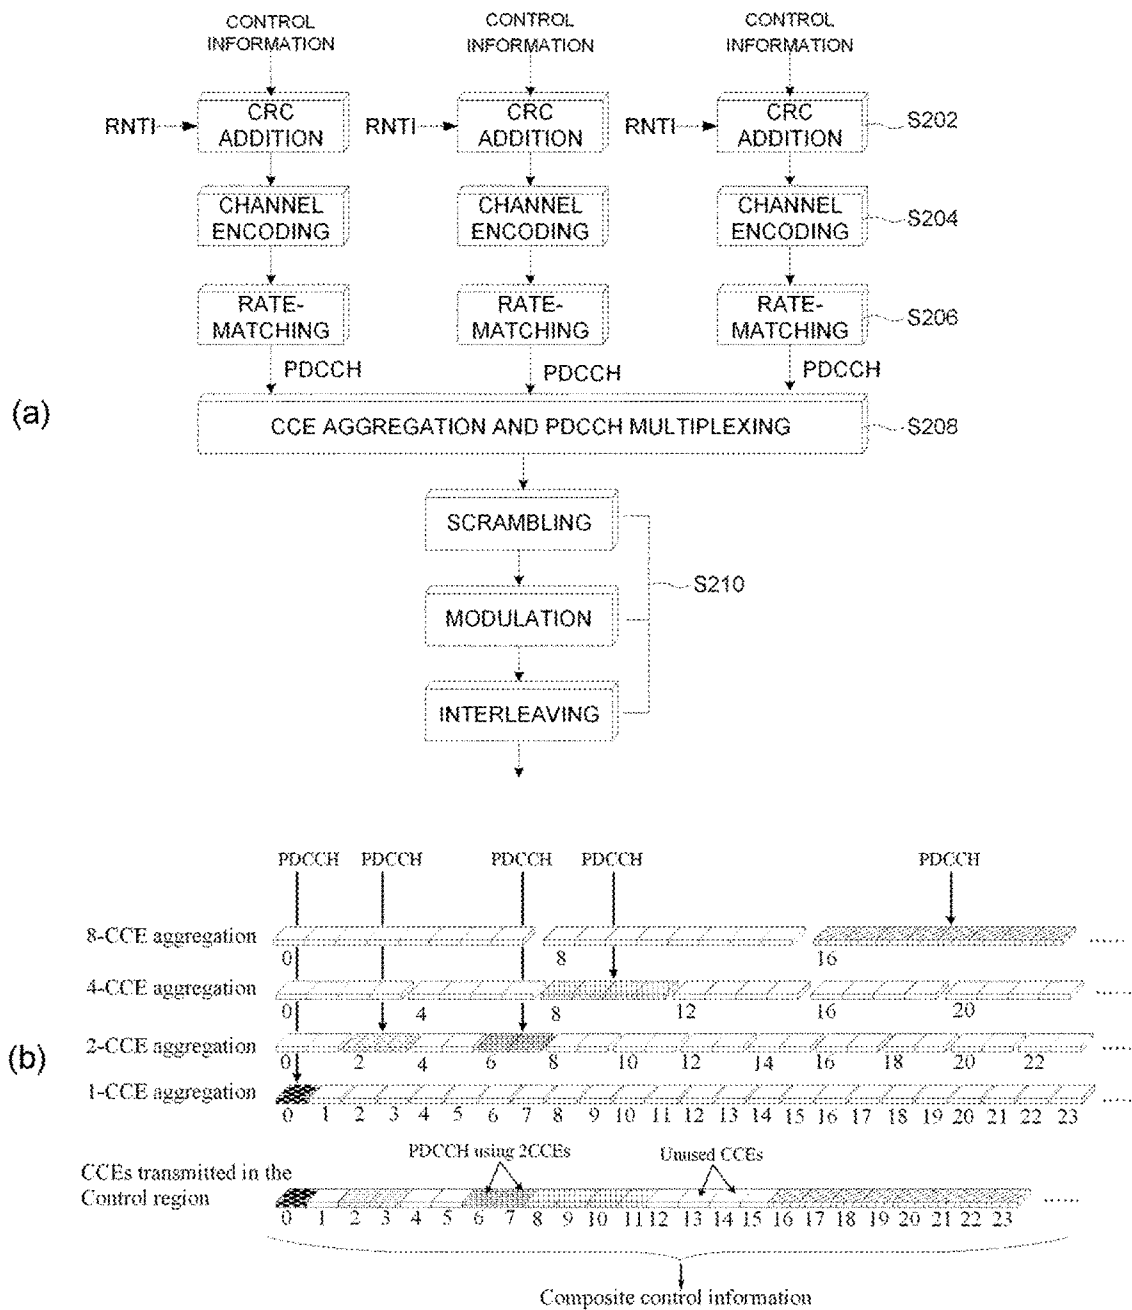 CONTROL INFORMATION
CONTROL INFORMATION
CONTROL INFORMATION
RNTI
CRC ADDITION
RNTI
CRC ADDITION
RNTI
CRC ADDITION
S202
CHANNEL ENCODING
CHANNEL ENCODING
CHANNEL ENCODING
S204
RATE-MATCHING
RATE-MATCHING
RATE-MATCHING
S206
PDCCH
PDCCH
PDCCH
(a)
CCE AGGREGATION AND PDCCH MULTIPLEXING
S208
SCRAMBLING
MODULATION
S210
INTERLEAVING
(b)
PDCCH PDCCH PDCCH PDCCH PDCCH
8-CCE aggregation
0 8 16
4-CCE aggregation
0 4 8 12 16 20
2-CCE aggregation
0 2 4 6 8 10 12 14 16 18 20 22
1-CCE aggregation
0 1 2 3 4 5 6 7 8 9 10 11 12 13 14 15 16 17 18 19 20 21 22 23
PDCCH using 2CCEs
Unused CCEs
CCEs transmitted in the
Control region
0 1 2 3 4 5 6 7 8 9 10 11 12 13 14 15 16 17 18 19 20 21 22 23
Composite control information